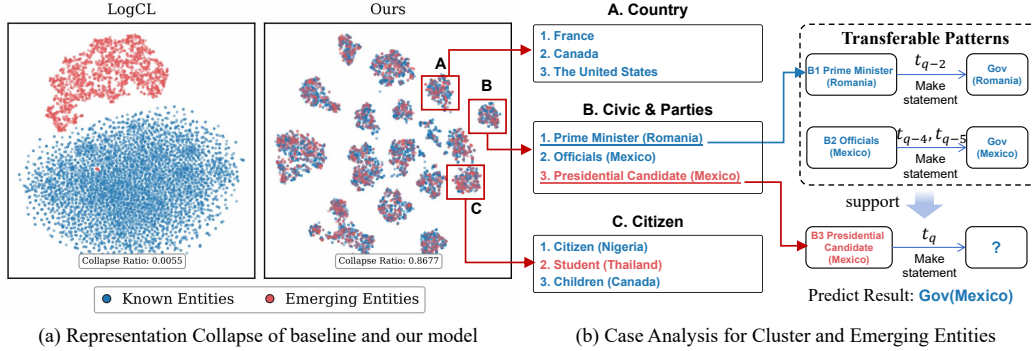 LogCL
Ours
A
B
C
Collapse Ratio: 0.0055
Collapse Ratio: 0.8677
Known Entities
Emerging Entities
(a) Representation Collapse of baseline and our model
A. Country
1. France
2. Canada
3. The United States
B. Civic & Parties
1. Prime Minister (Romania)
2. Officials (Mexico)
3. Presidential Candidate (Mexico)
C. Citizen
1. Citizen (Nigeria)
2. Student (Thailand)
3. Children (Canada)
Transferable Patterns
B1 Prime Minister
(Romania)
t_{q-2}
Make
statement
Gov
(Romania)
B2 Officials
(Mexico)
t_{q-4}, t_{q-5}
Make
statement
Gov
(Mexico)
support
B3 Presidential
Candidate
(Mexico)
t_q
Make
statement
?
Predict Result: Gov(Mexico)
(b) Case Analysis for Cluster and Emerging Entities